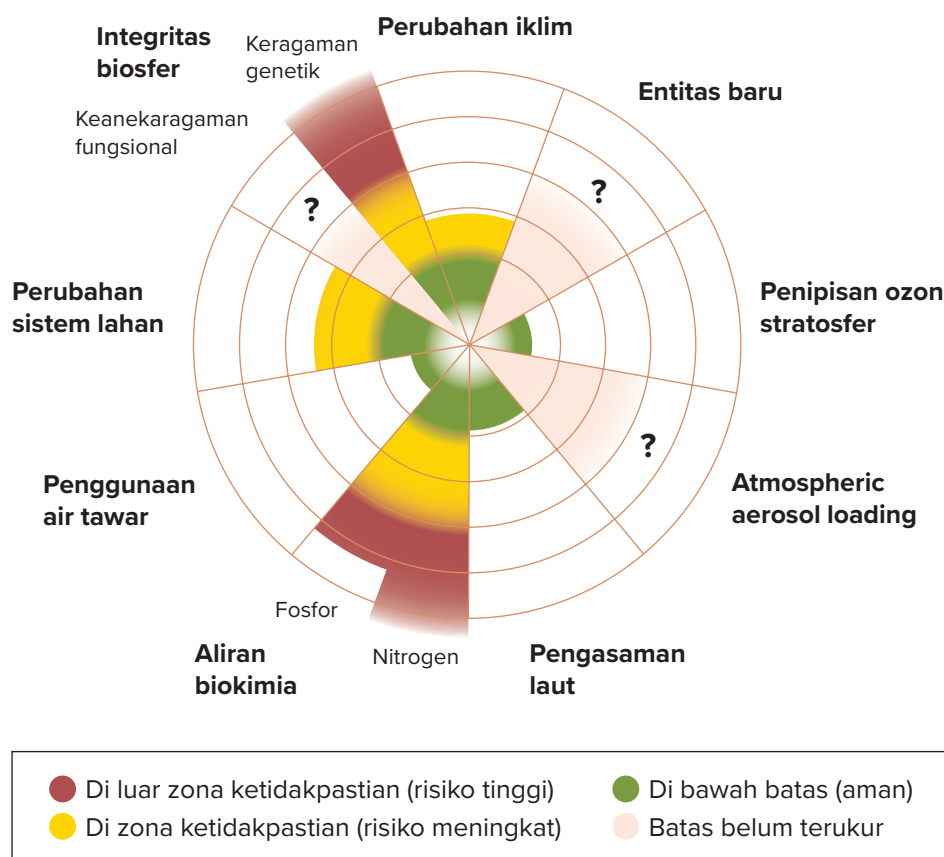 Perubahan iklim
Integritas
biosfer
Keragaman
genetik
Keanekaragaman
fungsional
Entitas baru
?
?
Perubahan
sistem lahan
Penipisan ozon
stratosfer
?
Penggunaan
air tawar
Atmospheric
aerosol loading
Fosfor
Nitrogen
Aliran
biokimia
Pengasaman
laut
Di luar zona ketidakpastian (risiko tinggi)
Di bawah batas (aman)
Di zona ketidakpastian (risiko meningkat)
Batas belum terukur